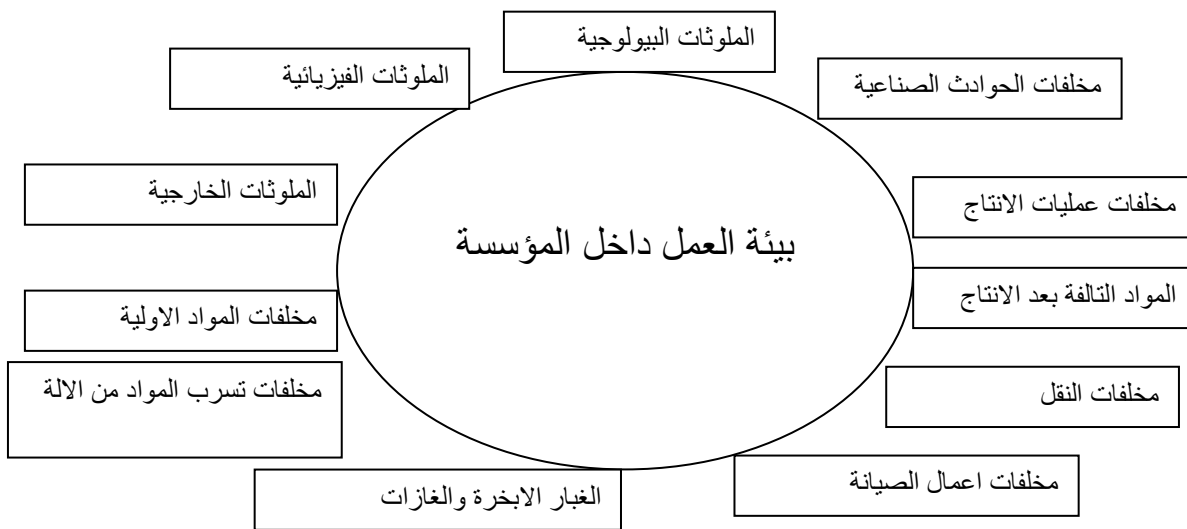 الملوثات البيولوجية
الملوثات الفيزيائية
مخلفات الحوادث الصناعية
الملوثات الخارجية
مخلفات عمليات الانتاج
بيئة العمل داخل المؤسسة
المواد التالفة بعد الانتاج
مخلفات المواد الاولية
مخلفات تسرب المواد من الالة
مخلفات النقل
مخلفات اعمال الصيانة
الغبار الابخرة والغازات